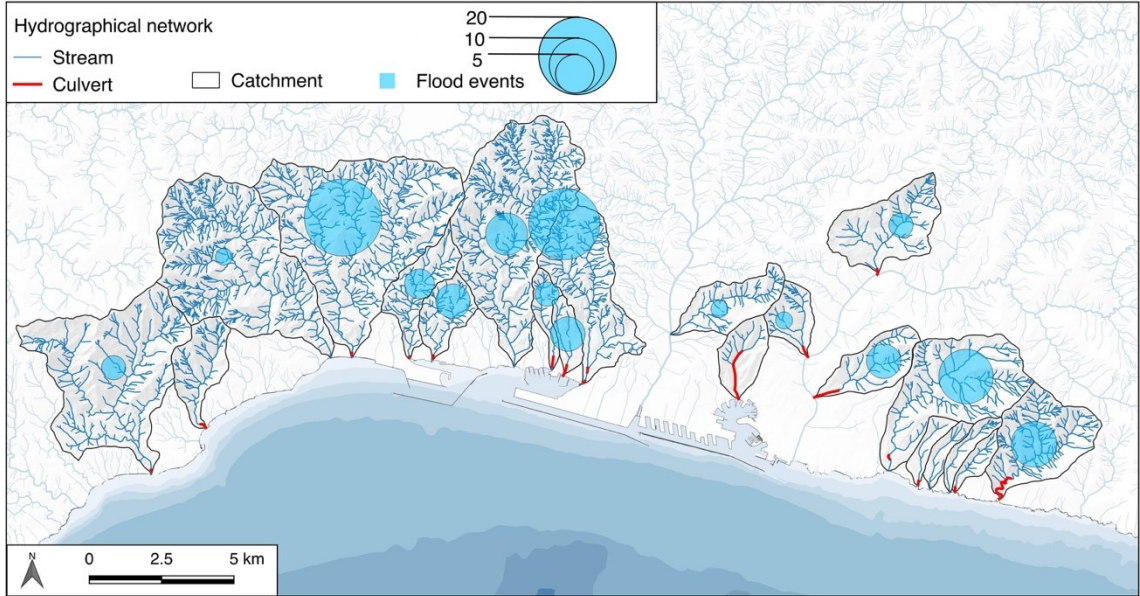 Hydrographical network
Stream
Culvert
Catchment
Flood events
20
10
5
N
0 2.5 5 km